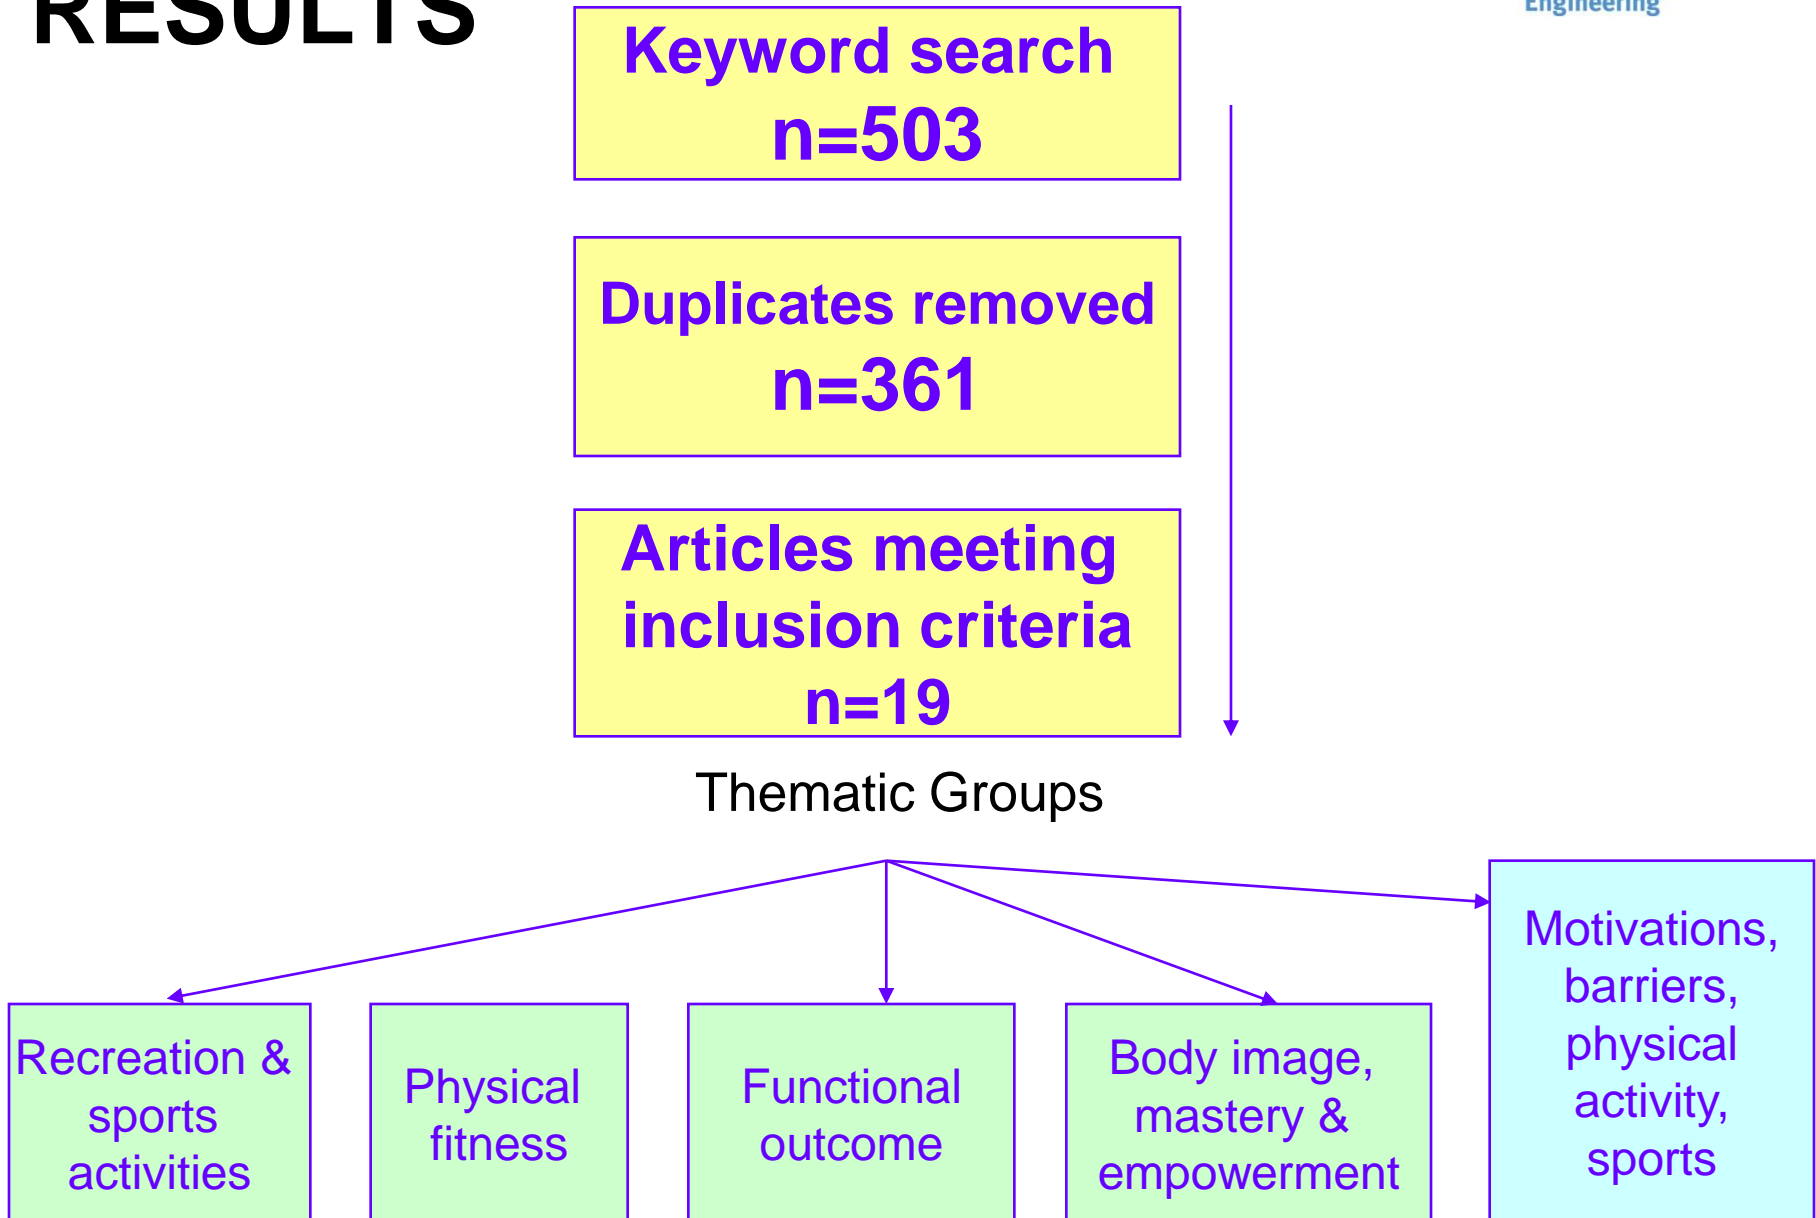 RESULTS
Engineering
Keyword search
n=503
Duplicates removed
n=361
Articles meeting
inclusion criteria
n=19
Thematic Groups
Recreation &
sports
activities
Physical
fitness
Functional
outcome
Body image,
mastery &
empowerment
Motivations,
barriers,
physical
activity,
sports